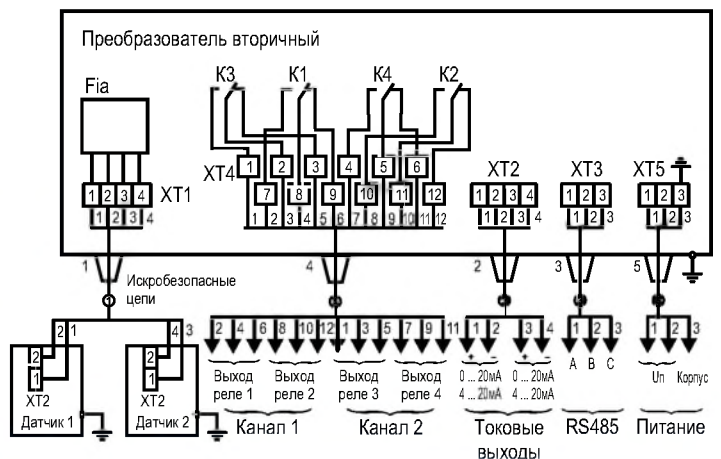 Преобразователь вторичный
Fia
К3 К1 К4 К2
1 2 3 4 5 6
XT4
7 8 9 10 11 12
1 2 3 4 XT1
1 2 3 4
1 2 3 4 5 6 7 8 9 10 11 12
XT2
1 2 3 4
1 2 3 4
XT3
1 2 3
1 2 3
XT5
1 2 3
1 2 3
1 4 2 3 5
Искробезопасные
цепи
1
2 1
4 3
2
1
XT2
Датчик 1
2
1
XT2
Датчик 2
2 4 6 8 10 12 1 3 5 7 9 11
1 2 3 4
1 2 3
1 2 3
+ − + −
0 ... 20мА 0 ... 20мА
4 ... 20мА 4 ... 20мА
A B C
Un Корпус
Выход
реле 1
Выход
реле 2
Выход
реле 3
Выход
реле 4
Канал 1
Канал 2
Токовые
выходы
RS485
Питание